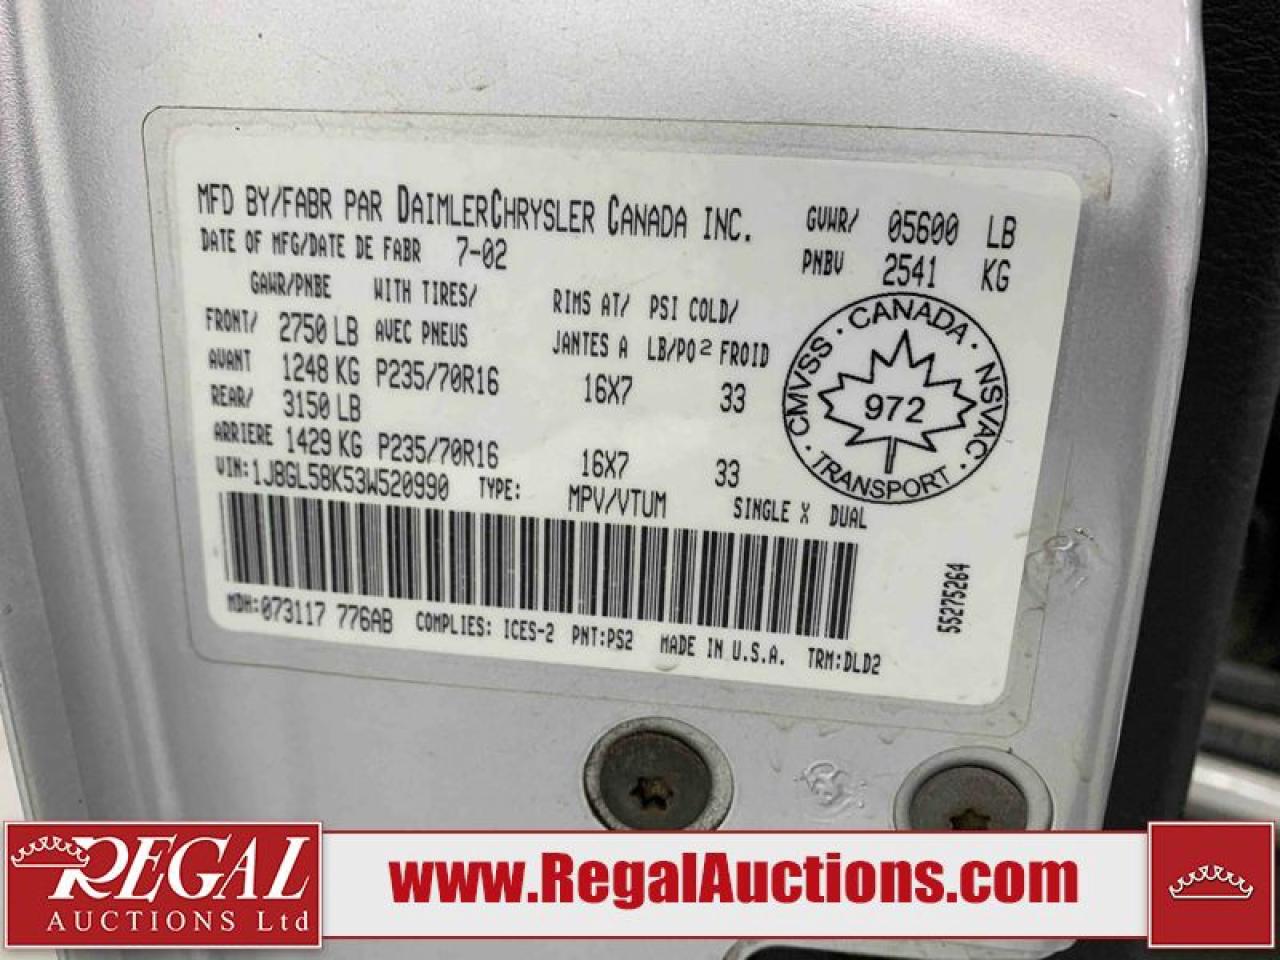 MFD BY/FABR PAR DAIMLERCHRYSLER CANADA INC.
GVWR/ 05600 LB
DATE OF MFG/DATE DE FABR 7-02
PNBV 2541 KG
GAWR/PNBE WITH TIRES/ RIMS AT/ PSI COLD/
FRONT/ 2750 LB AVEC PNEUS JANTES A LB/PO2 FROID
AVANT 1248 KG P235/70R16 16X7 33
REAR/ 3150 LB
ARRIERE 1429 KG P235/70R16 16X7 33
VIN:1J8GL58K53W520990 TYPE: MPV/VTUM SINGLE X DUAL
CMVSS · CANADA · NSVAC · TRANSPORT ·
972
55275264
MDH:073117 776AB COMPLIES: ICES-2 PNT:PS2 MADE IN U.S.A. TRM:DLD2
REGAL
AUCTIONS Ltd
www.RegalAuctions.com